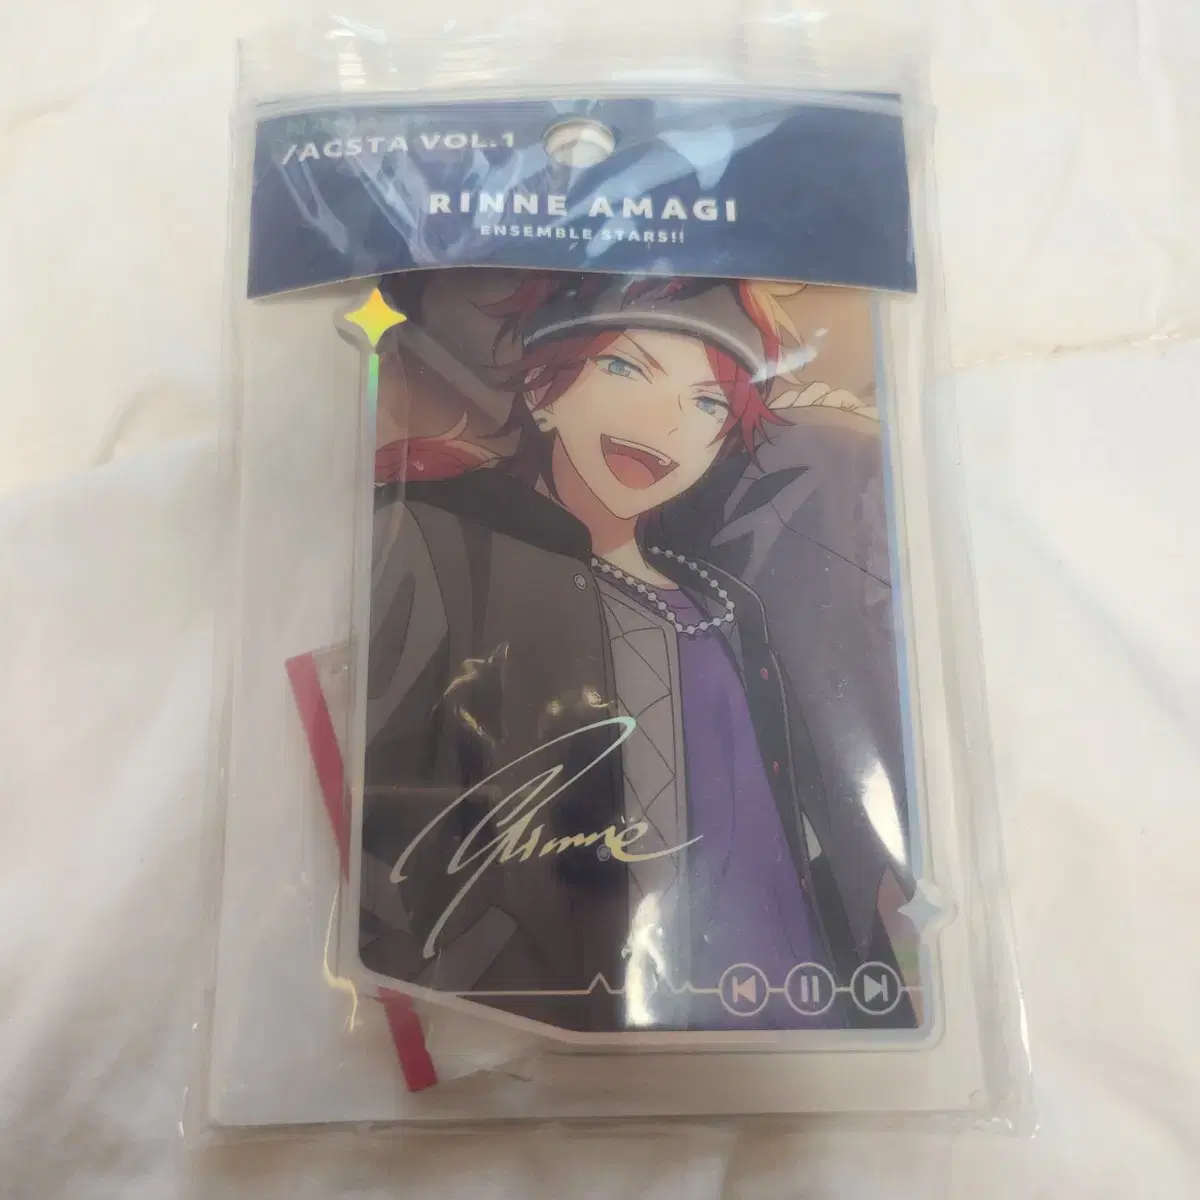 /ACSTA VOL.1
RINNE AMAGI
ENSEMBLE STARS!!
Rinne